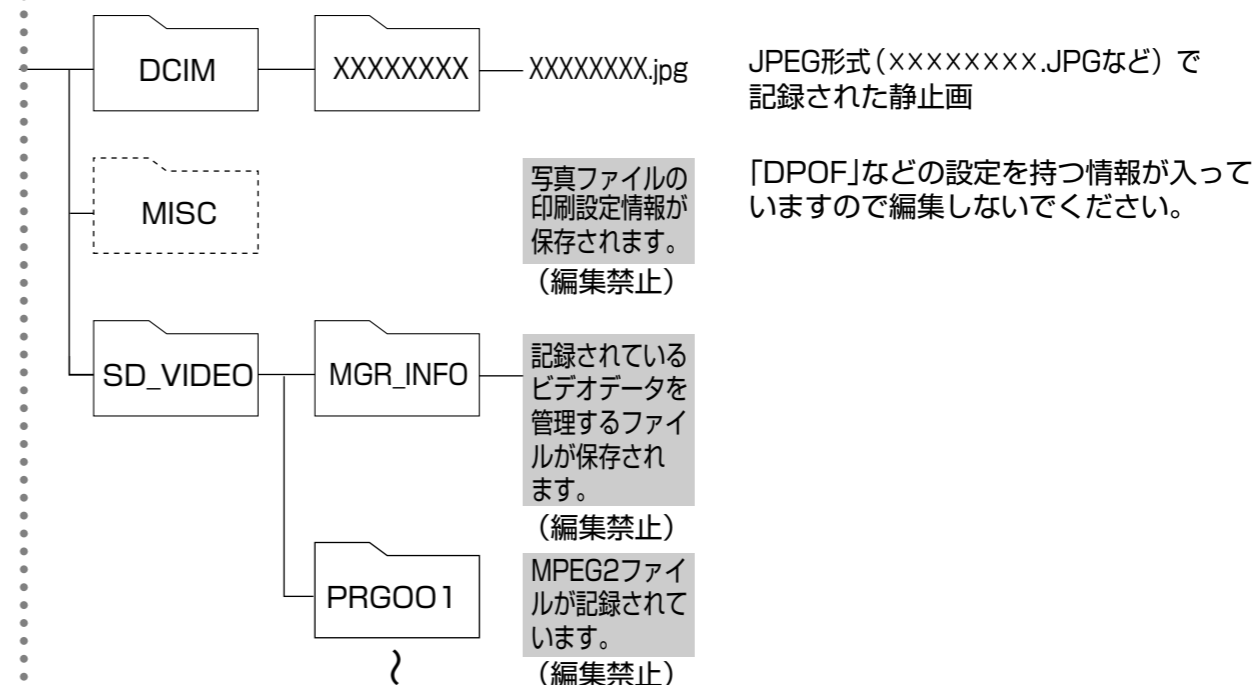 DCIM
XXXXXXXX
XXXXXXXX.jpg
JPEG形式(××××××××.JPGなど)で
記録された静止画
MISC
写真ファイルの
印刷設定情報が
保存されます。
(編集禁止)
「DPOF」などの設定を持つ情報が入って
いますので編集しないでください。
SD_VIDEO
MGR_INFO
記録されている
ビデオデータを
管理するファイ
ルが保存され
ます。
(編集禁止)
PRG001
~
MPEG2ファイ
ルが記録されて
います。
(編集禁止)